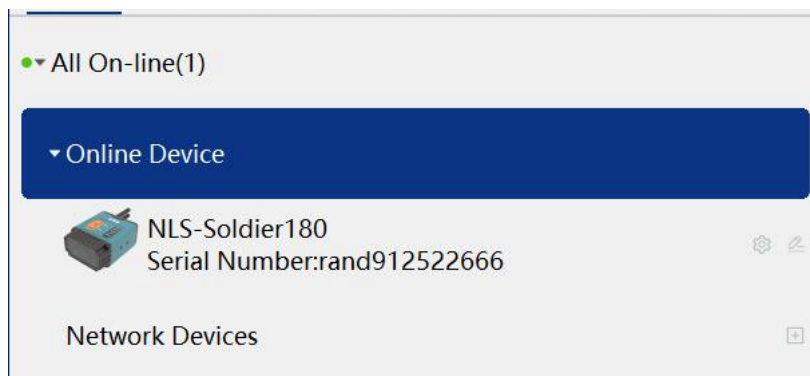 All On-line(1)
Online Device
NLS-Soldier180
Serial Number:rand912522666
Network Devices